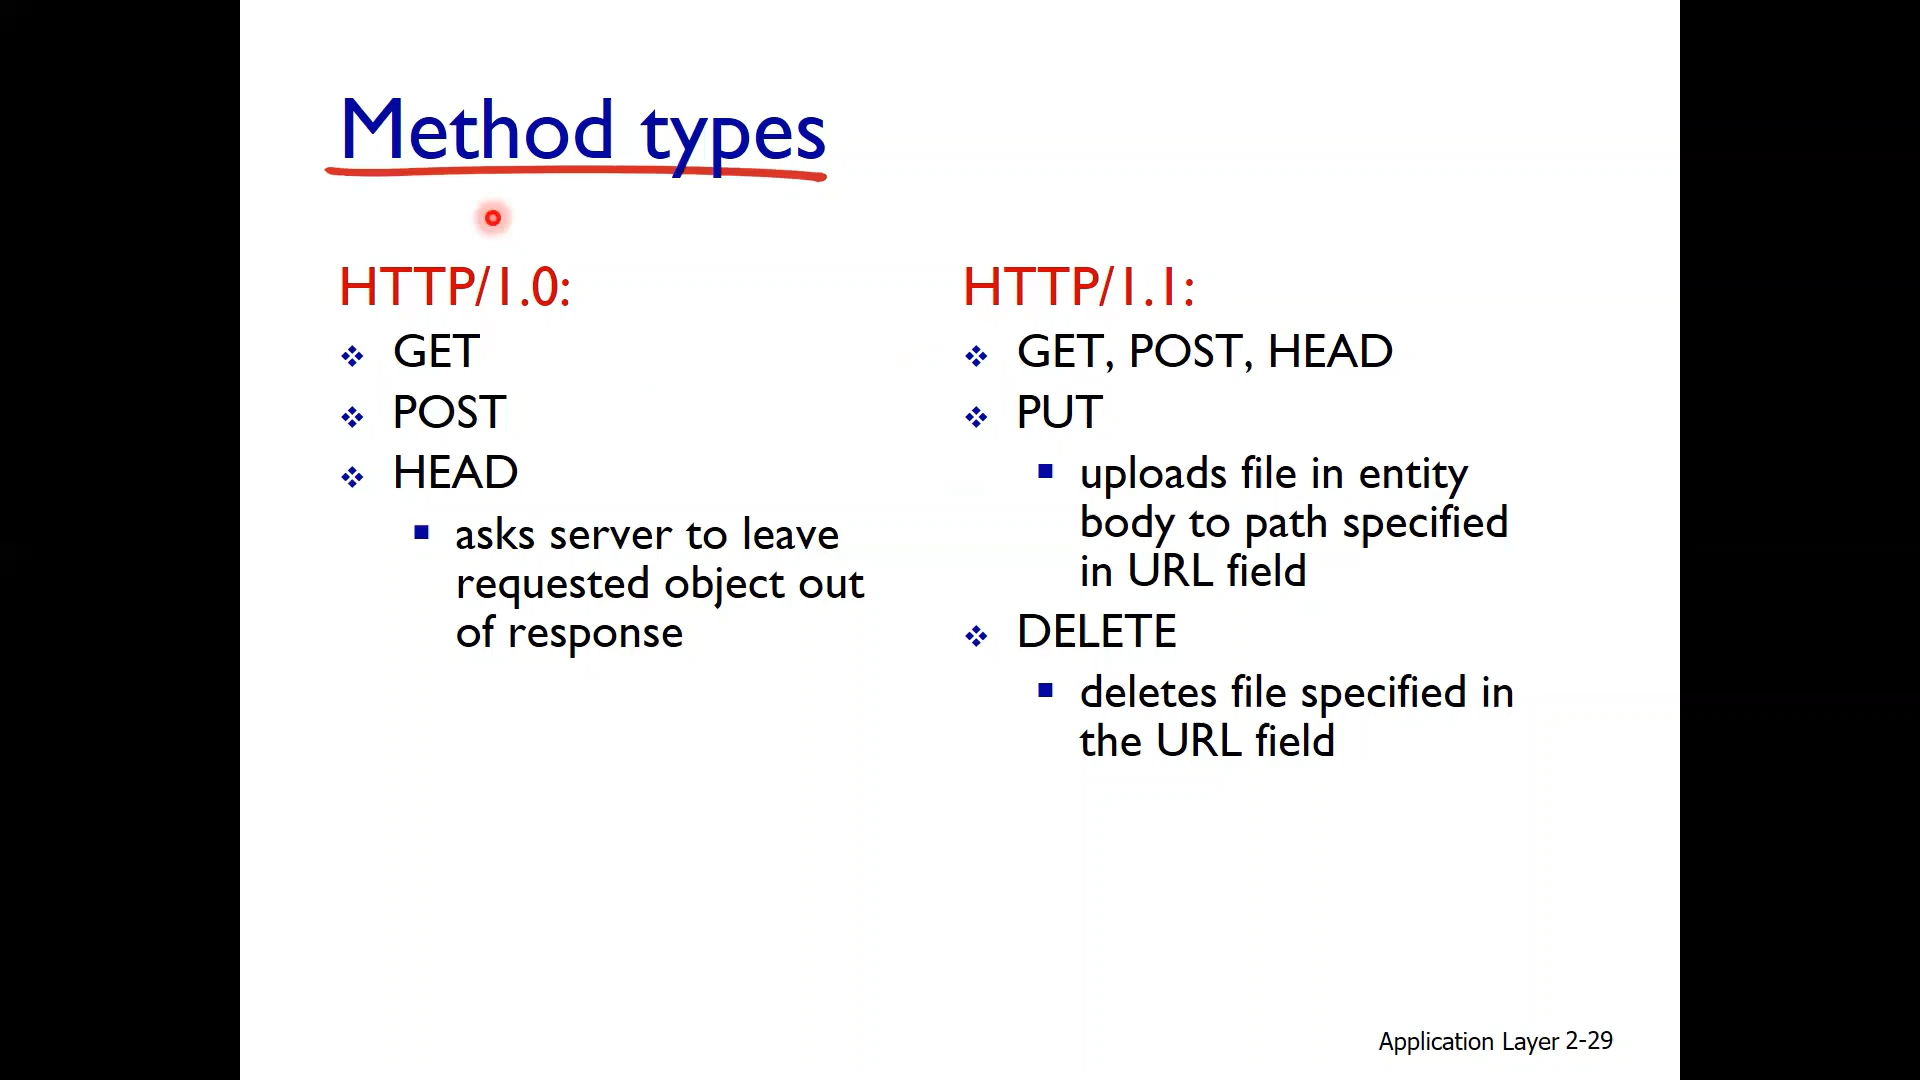 Method types
HTTP/1.0:
GET
POST
HEAD
asks server to leave
requested object out
of response
HTTP/1.1:
GET, POST, HEAD
PUT
uploads file in entity
body to path specified
in URL field
DELETE
deletes file specified in
the URL field
Application Layer 2-29